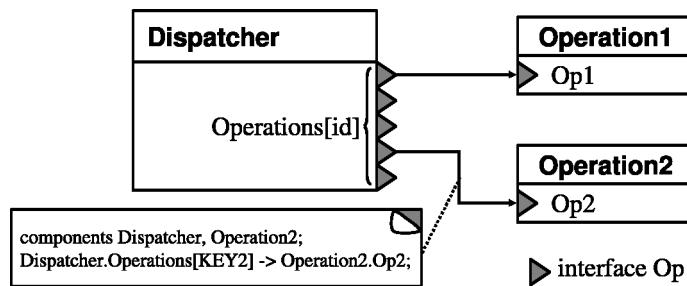 Dispatcher
Operations[id]
Operation1
Op1
Operation2
Op2
components Dispatcher, Operation2;
Dispatcher.Operations[KEY2] -> Operation2.Op2;
interface Op